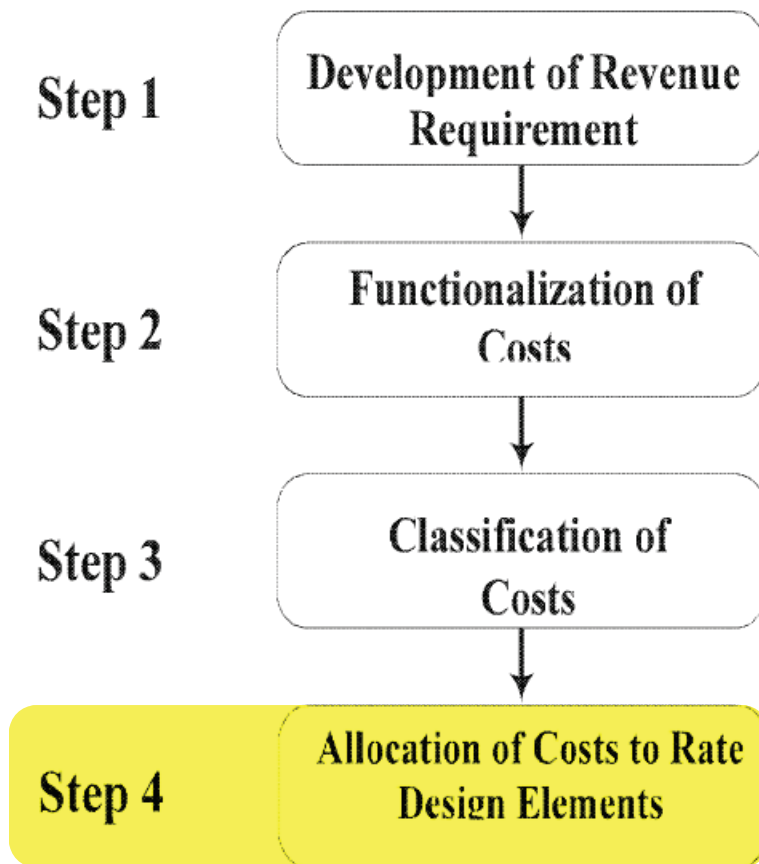 Step 1
Development of Revenue
Requirement
Step 2
Functionalization of
Costs
Step 3
Classification of
Costs
Step 4
Allocation of Costs to Rate
Design Elements